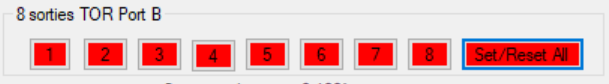 8 sorties TOR Port B
1 2 3 4 5 6 7 8 Set/Reset All